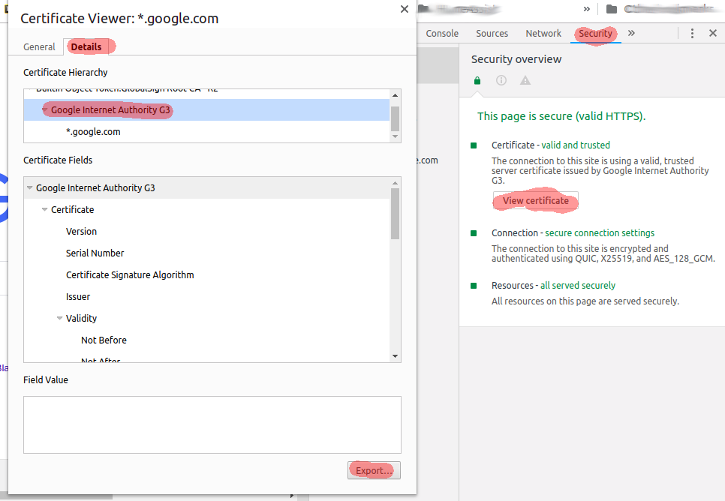 Certificate Viewer: *.google.com
General
Details
Certificate Hierarchy
Builtin Object Token:GlobalSign Root CA - R2
Google Internet Authority G3
*.google.com
Certificate Fields
Google Internet Authority G3
Certificate
Version
Serial Number
Certificate Signature Algorithm
Issuer
Validity
Not Before
Not After
Field Value
Export...
Console
Sources
Network
Security
»
Security overview
This page is secure (valid HTTPS).
Certificate - valid and trusted
The connection to this site is using a valid, trusted
server certificate issued by Google Internet Authority
G3.
View certificate
Connection - secure connection settings
The connection to this site is encrypted and
authenticated using QUIC, X25519, and AES_128_GCM.
Resources - all served securely
All resources on this page are served securely.